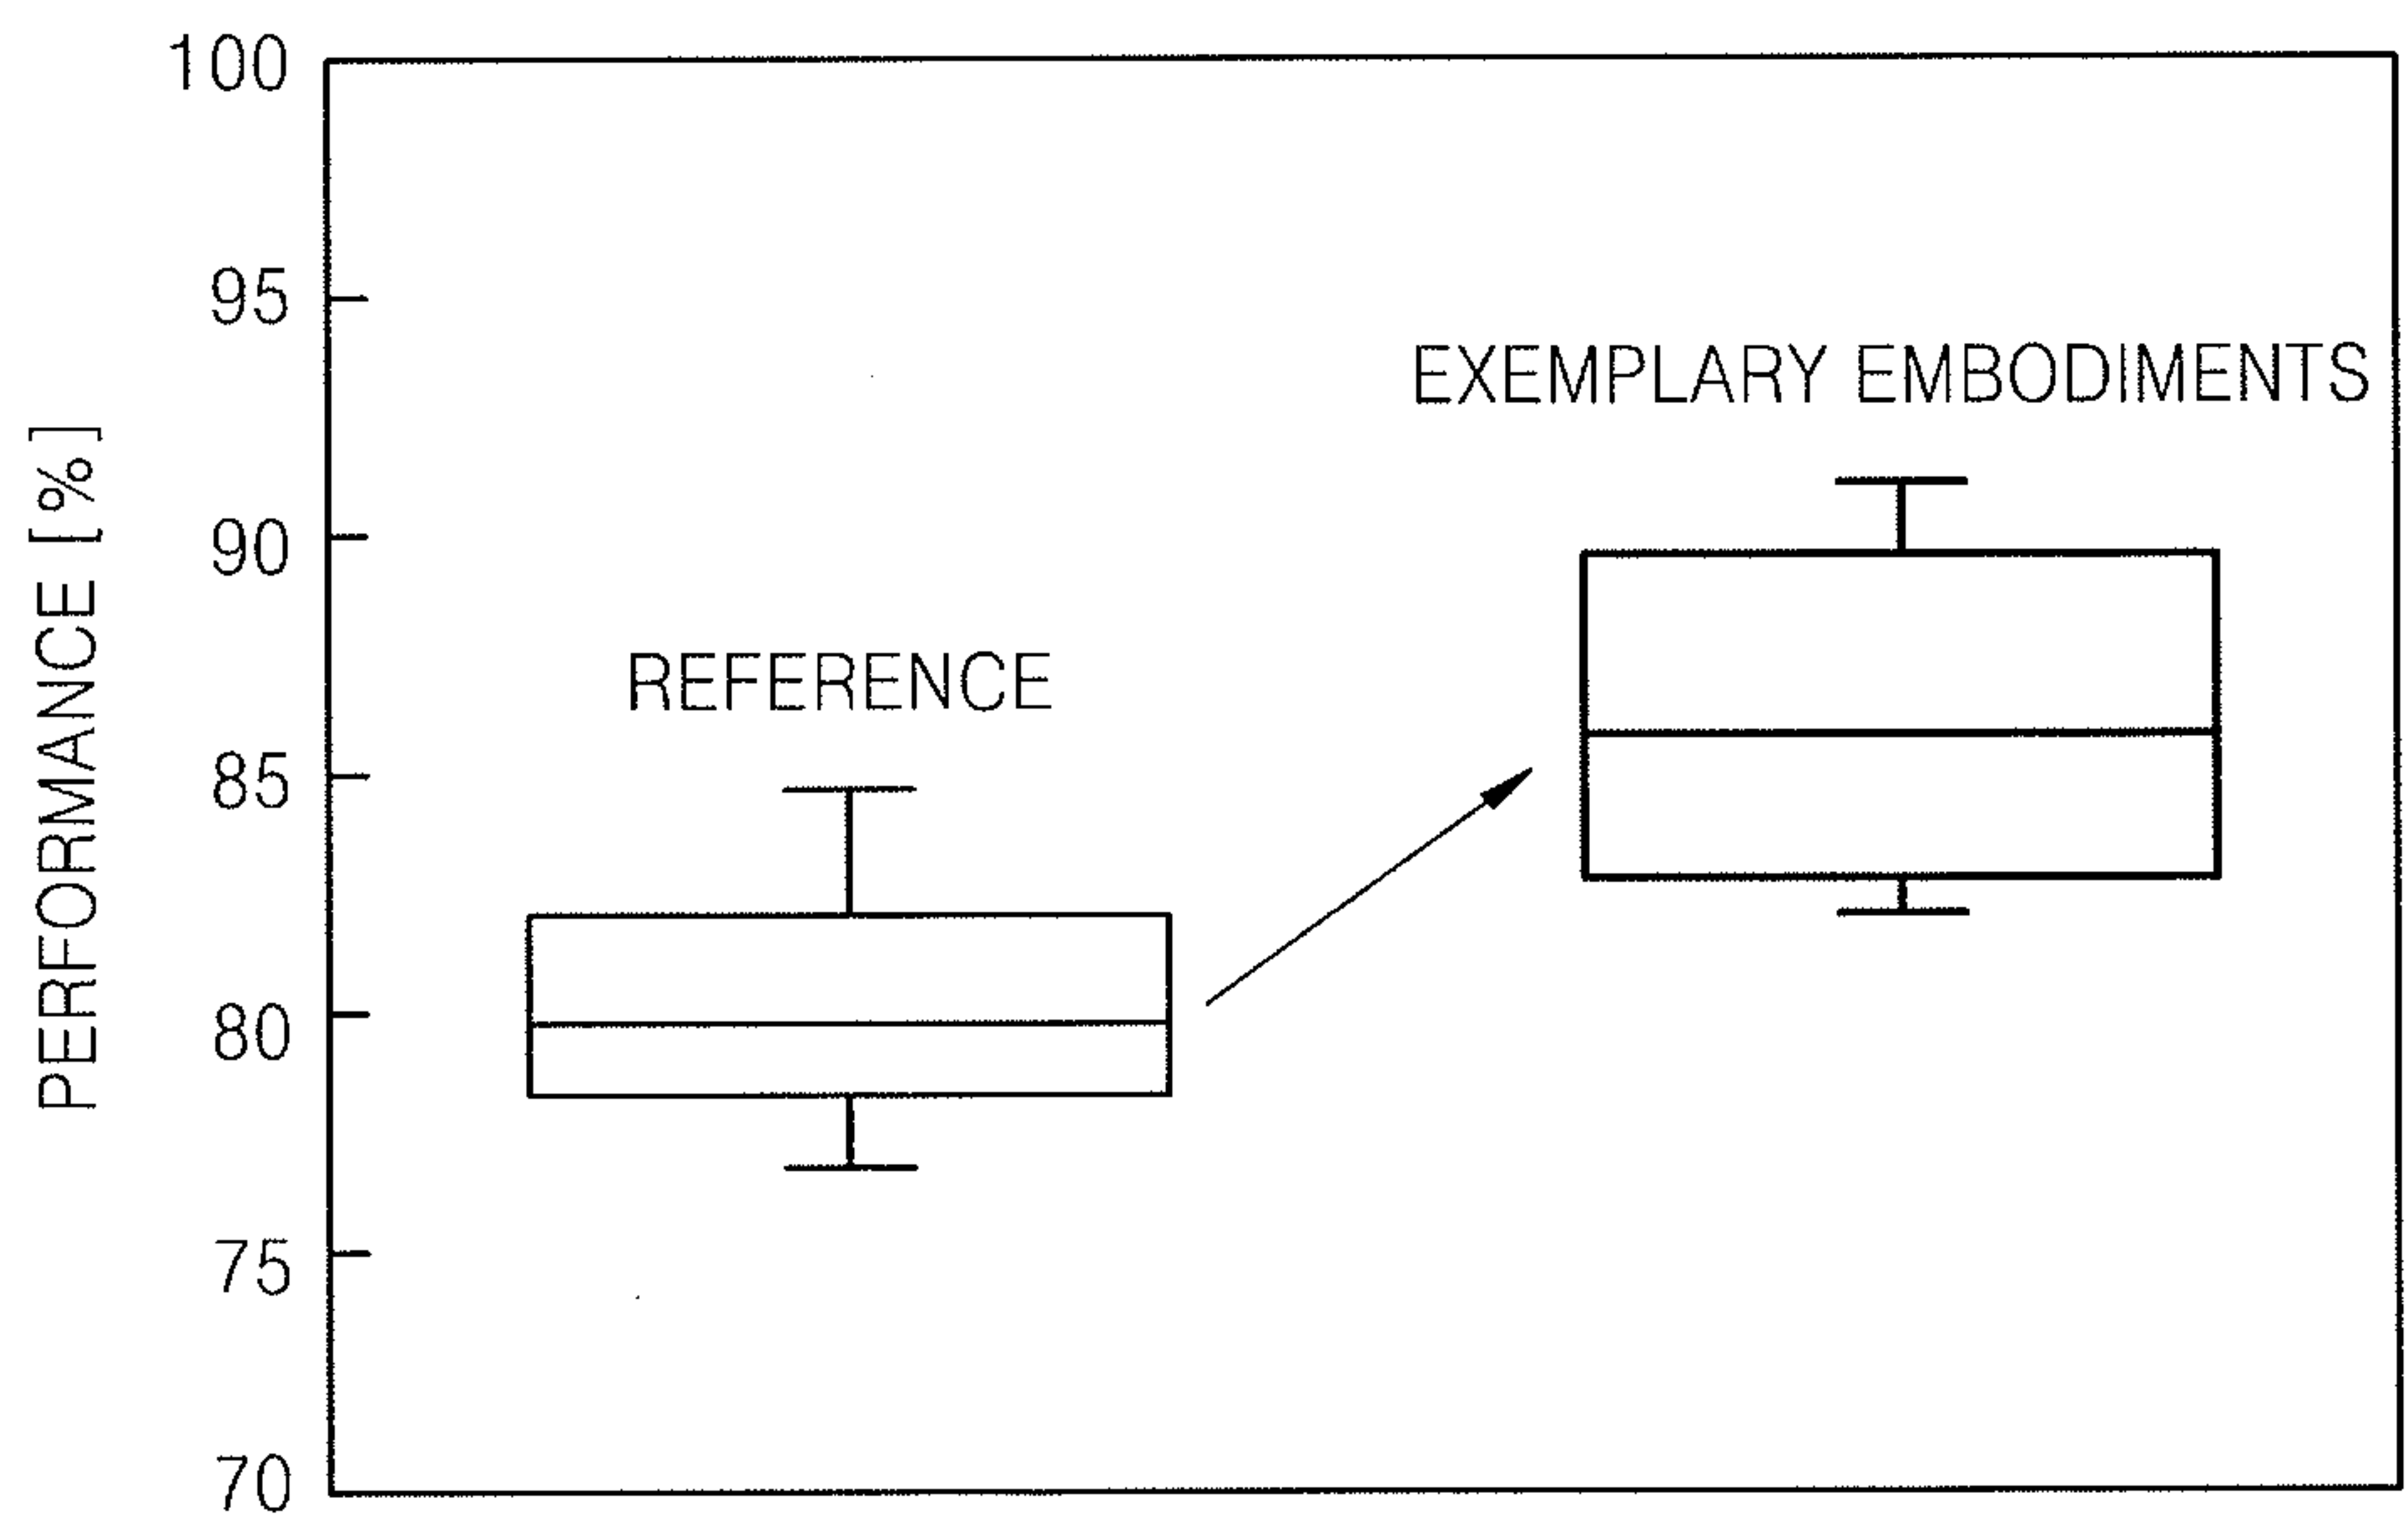 PERFORMANCE [%]
100
95
90
85
80
75
70
REFERENCE
EXEMPLARY EMBODIMENTS